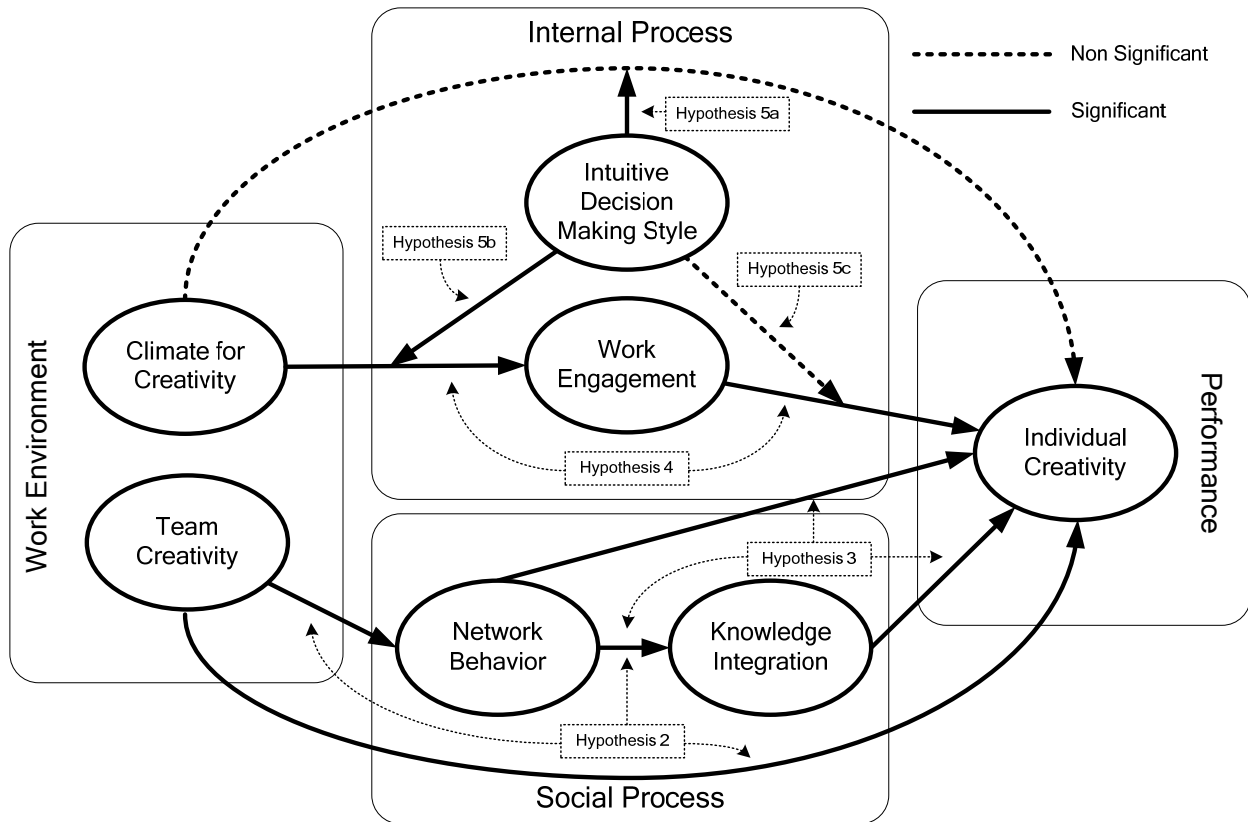 Internal Process
Non Significant
Significant
Hypothesis 5a
Intuitive
Decision
Making Style
Hypothesis 5b
Hypothesis 5c
Work Environment
Climate for
Creativity
Work
Engagement
Performance
Individual
Creativity
Hypothesis 4
Team
Creativity
Hypothesis 3
Network
Behavior
Knowledge
Integration
Hypothesis 2
Social Process